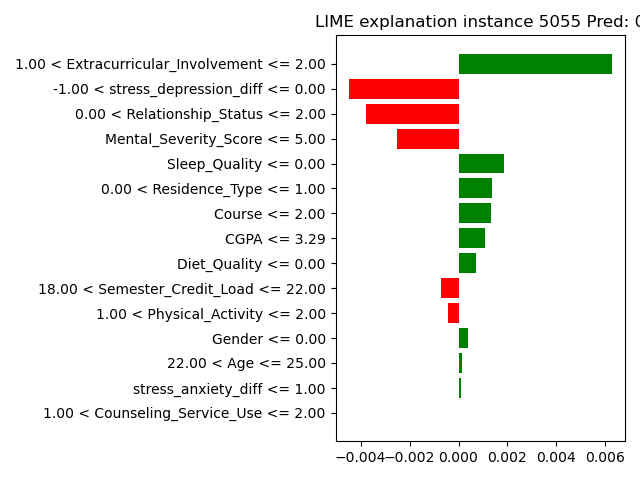 LIME explanation instance 5055 Pred: 0
1.00 < Extracurricular_Involvement <= 2.00
-1.00 < stress_depression_diff <= 0.00
0.00 < Relationship_Status <= 2.00
Mental_Severity_Score <= 5.00
Sleep_Quality <= 0.00
0.00 < Residence_Type <= 1.00
Course <= 2.00
CGPA <= 3.29
Diet_Quality <= 0.00
18.00 < Semester_Credit_Load <= 22.00
1.00 < Physical_Activity <= 2.00
Gender <= 0.00
22.00 < Age <= 25.00
stress_anxiety_diff <= 1.00
1.00 < Counseling_Service_Use <= 2.00
−0.004 −0.002 0.000 0.002 0.004 0.006